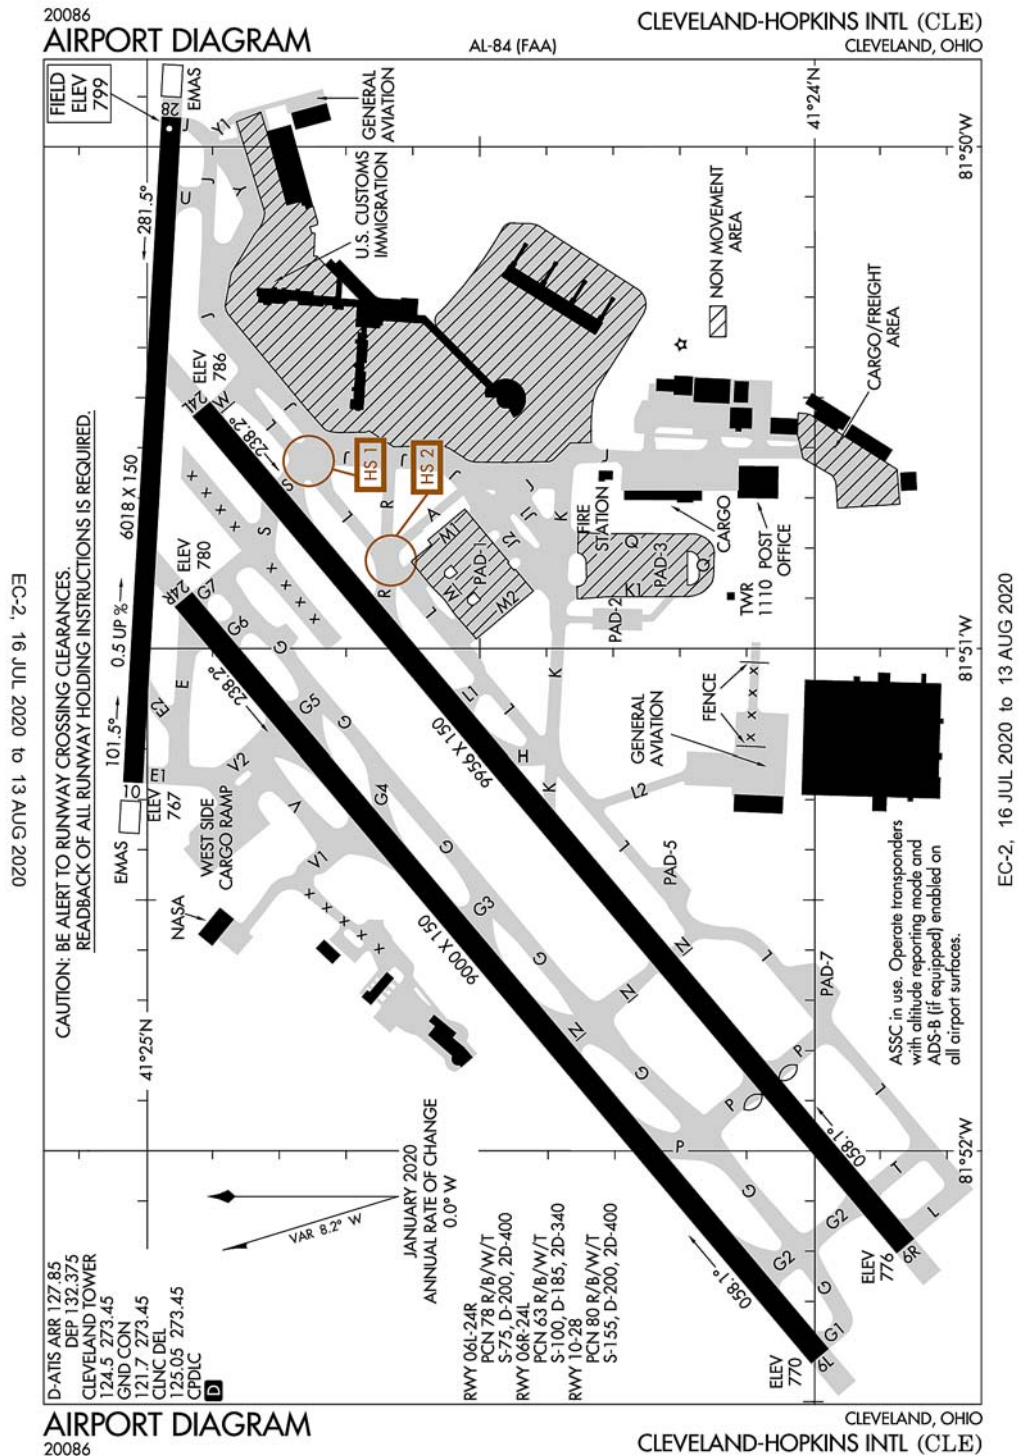 20086
AIRPORT DIAGRAM
AL-84 (FAA)
CLEVELAND-HOPKINS INTL (CLE)
CLEVELAND, OHIO
FIELD
ELEV
799
EMAS
28
J
Y1
GENERAL
AVIATION
41°24'N
81°50'W
U
J
Y
281.5°
U.S. CUSTOMS
IMMIGRATION
NON MOVEMENT
AREA
J
CARGO/FREIGHT
AREA
ELEV
786
24L
W
238.2°
L
J
HS 1
J
J
HS 2
J
J
J
S
L
R
A
6018 X 150
CAUTION: BE ALERT TO RUNWAY CROSSING CLEARANCES.
READBACK OF ALL RUNWAY HOLDING INSTRUCTIONS IS REQUIRED.
X X X X
S
X X X X
ELEV
780
24R
G7
G6
G
M1
PAD-1
M
M2
J2
K
FIRE
STATION
Q
PAD-3
Q
K1
PAD-2
CARGO
POST
OFFICE
TWR
1110
R
L
0.5 UP %
101.5°
E
E2
E1
10
ELEV
767
EMAS
238.2°
G5
G
V2
V
V1
WEST SIDE
CARGO RAMP
NASA
X X X X X
G4
G
G3
G
9000 X 150
9956 X 150
L1
L
K
H
K
L
L2
GENERAL
AVIATION
FENCE
X X X X X
81°51'W
PAD-5
N
N
N
L
PAD-7
G
P
P
P
L
G
G2
G2
G
T
L
058.1°
058.1°
ELEV
776
6R
ELEV
770
6L
G1
81°52'W
41°25'N
ASSC in use. Operate transponders
with altitude reporting mode and
ADS-B (if equipped) enabled on
all airport surfaces.
VAR 8.2° W
JANUARY 2020
ANNUAL RATE OF CHANGE
0.0° W
D-ATIS ARR 127.85
DEP 132.375
CLEVELAND TOWER
124.5 273.45
GND CON
121.7 273.45
CLNC DEL
125.05 273.45
CPDLC
D
RWY 06L-24R
PCN 78 R/B/W/T
S-75, D-200, 2D-400
RWY 06R-24L
PCN 63 R/B/W/T
S-100, D-185, 2D-340
RWY 10-28
PCN 80 R/B/W/T
S-155, D-200, 2D-400
EC-2, 16 JUL 2020 to 13 AUG 2020
EC-2, 16 JUL 2020 to 13 AUG 2020
AIRPORT DIAGRAM
20086
CLEVELAND, OHIO
CLEVELAND-HOPKINS INTL (CLE)